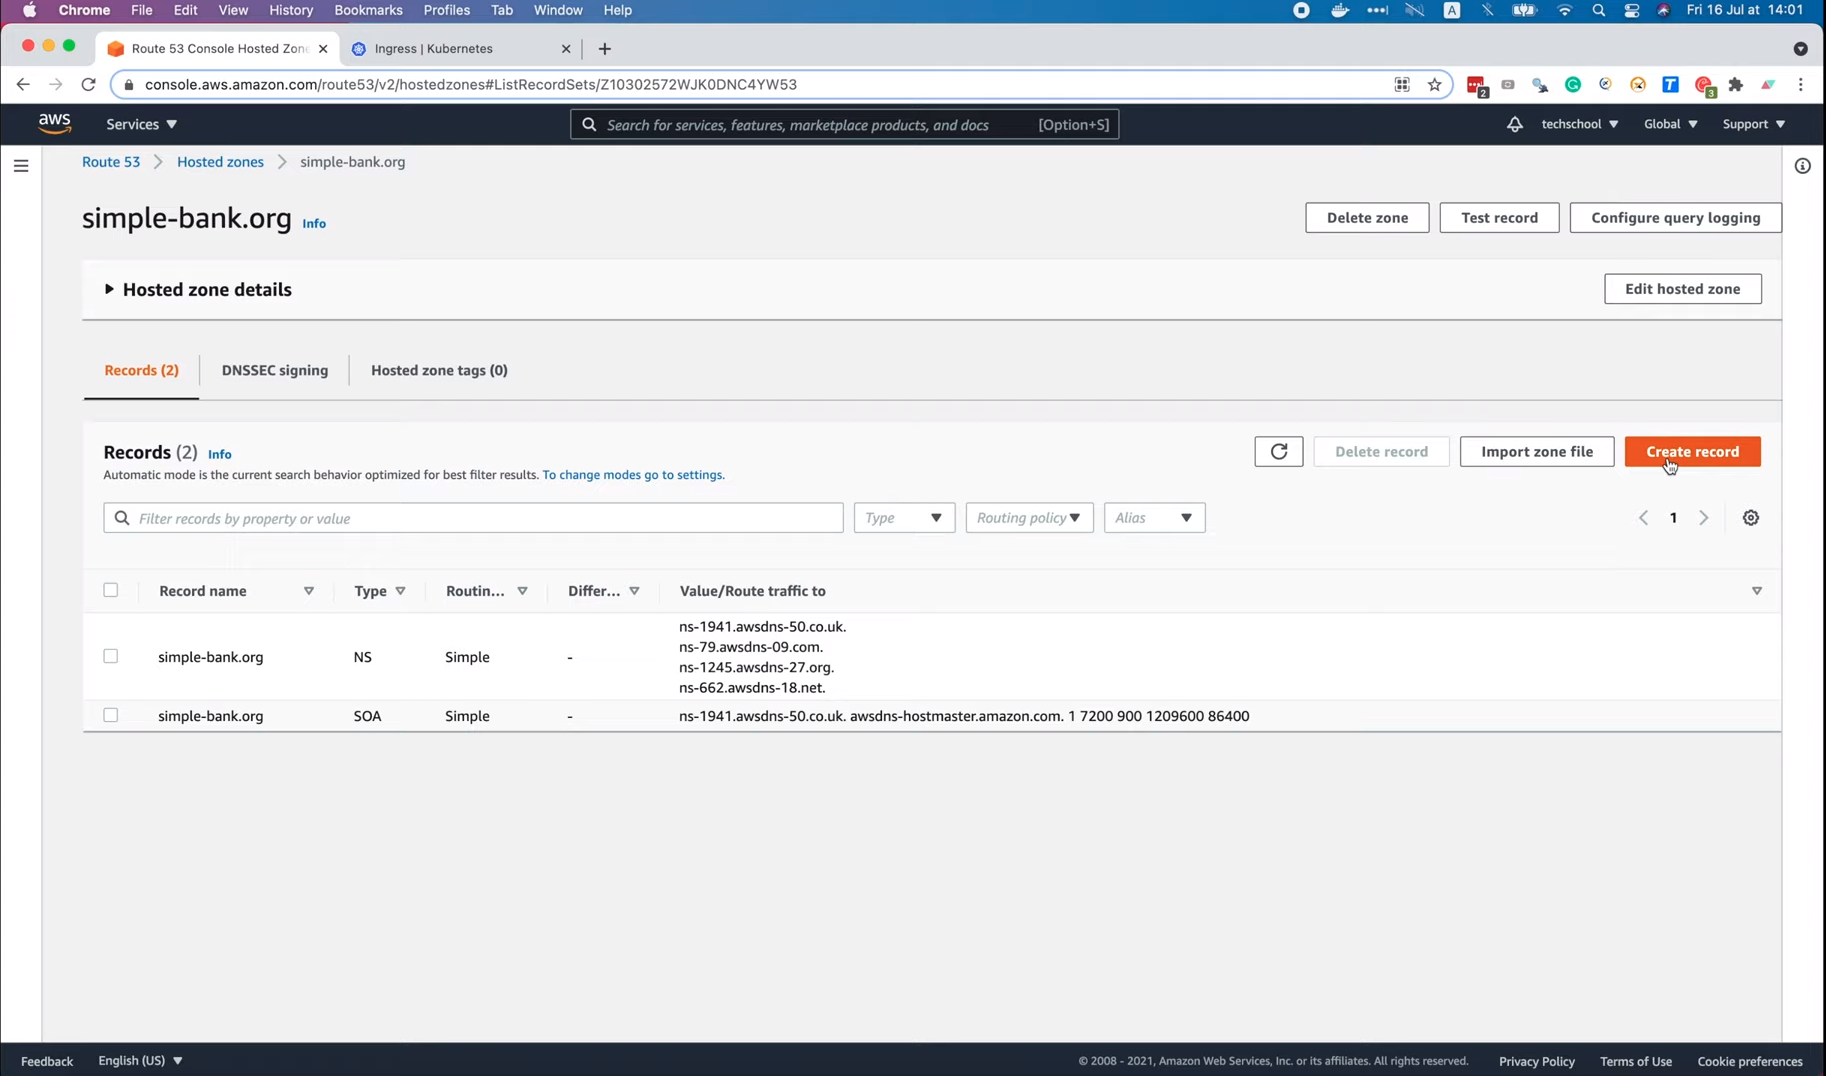 Chrome File Edit View History Bookmarks Profiles Tab Window Help A Fri 16 Jul at 14:01
Route 53 Console Hosted Zon Ingress | Kubernetes
console.aws.amazon.com/route53/v2/hostedzones#ListRecordSets/Z10302572WJK0DNC4YW53 2 T 3
aws Services Search for services, features, marketplace products, and docs [Option+S] techschool Global Support
Route 53 Hosted zones simple-bank.org
simple-bank.org Info Delete zone Test record Configure query logging
Hosted zone details Edit hosted zone
Records (2) DNSSEC signing Hosted zone tags (0)
Records (2) Info Delete record Import zone file Create record
Automatic mode is the current search behavior optimized for best filter results. To change modes go to settings.
Filter records by property or value Type Routing policy Alias 1
Record name Type Routin... Differ... Value/Route traffic to
ns-1941.awsdns-50.co.uk.
ns-79.awsdns-09.com.
simple-bank.org NS Simple -
ns-1245.awsdns-27.org.
ns-662.awsdns-18.net.
simple-bank.org SOA Simple - ns-1941.awsdns-50.co.uk. awsdns-hostmaster.amazon.com. 1 7200 900 1209600 86400
Feedback English (US) © 2008 - 2021, Amazon Web Services, Inc. or its affiliates. All rights reserved. Privacy Policy Terms of Use Cookie preferences